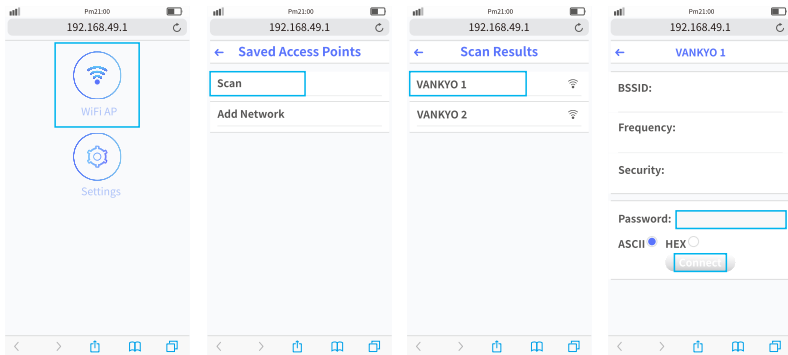 Pm21:00
192.168.49.1
WiFi AP
Settings
Pm21:00
192.168.49.1
Saved Access Points
Scan
Add Network
Pm21:00
192.168.49.1
Scan Results
VANKYO 1
VANKYO 2
Pm21:00
192.168.49.1
VANKYO 1
BSSID:
Frequency:
Security:
Password:
ASCII HEX
Connect